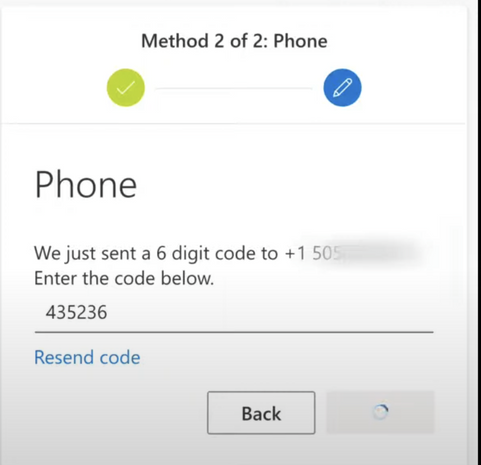 Method 2 of 2: Phone
Phone
We just sent a 6 digit code to +1 505
Enter the code below.
435236
Resend code
Back